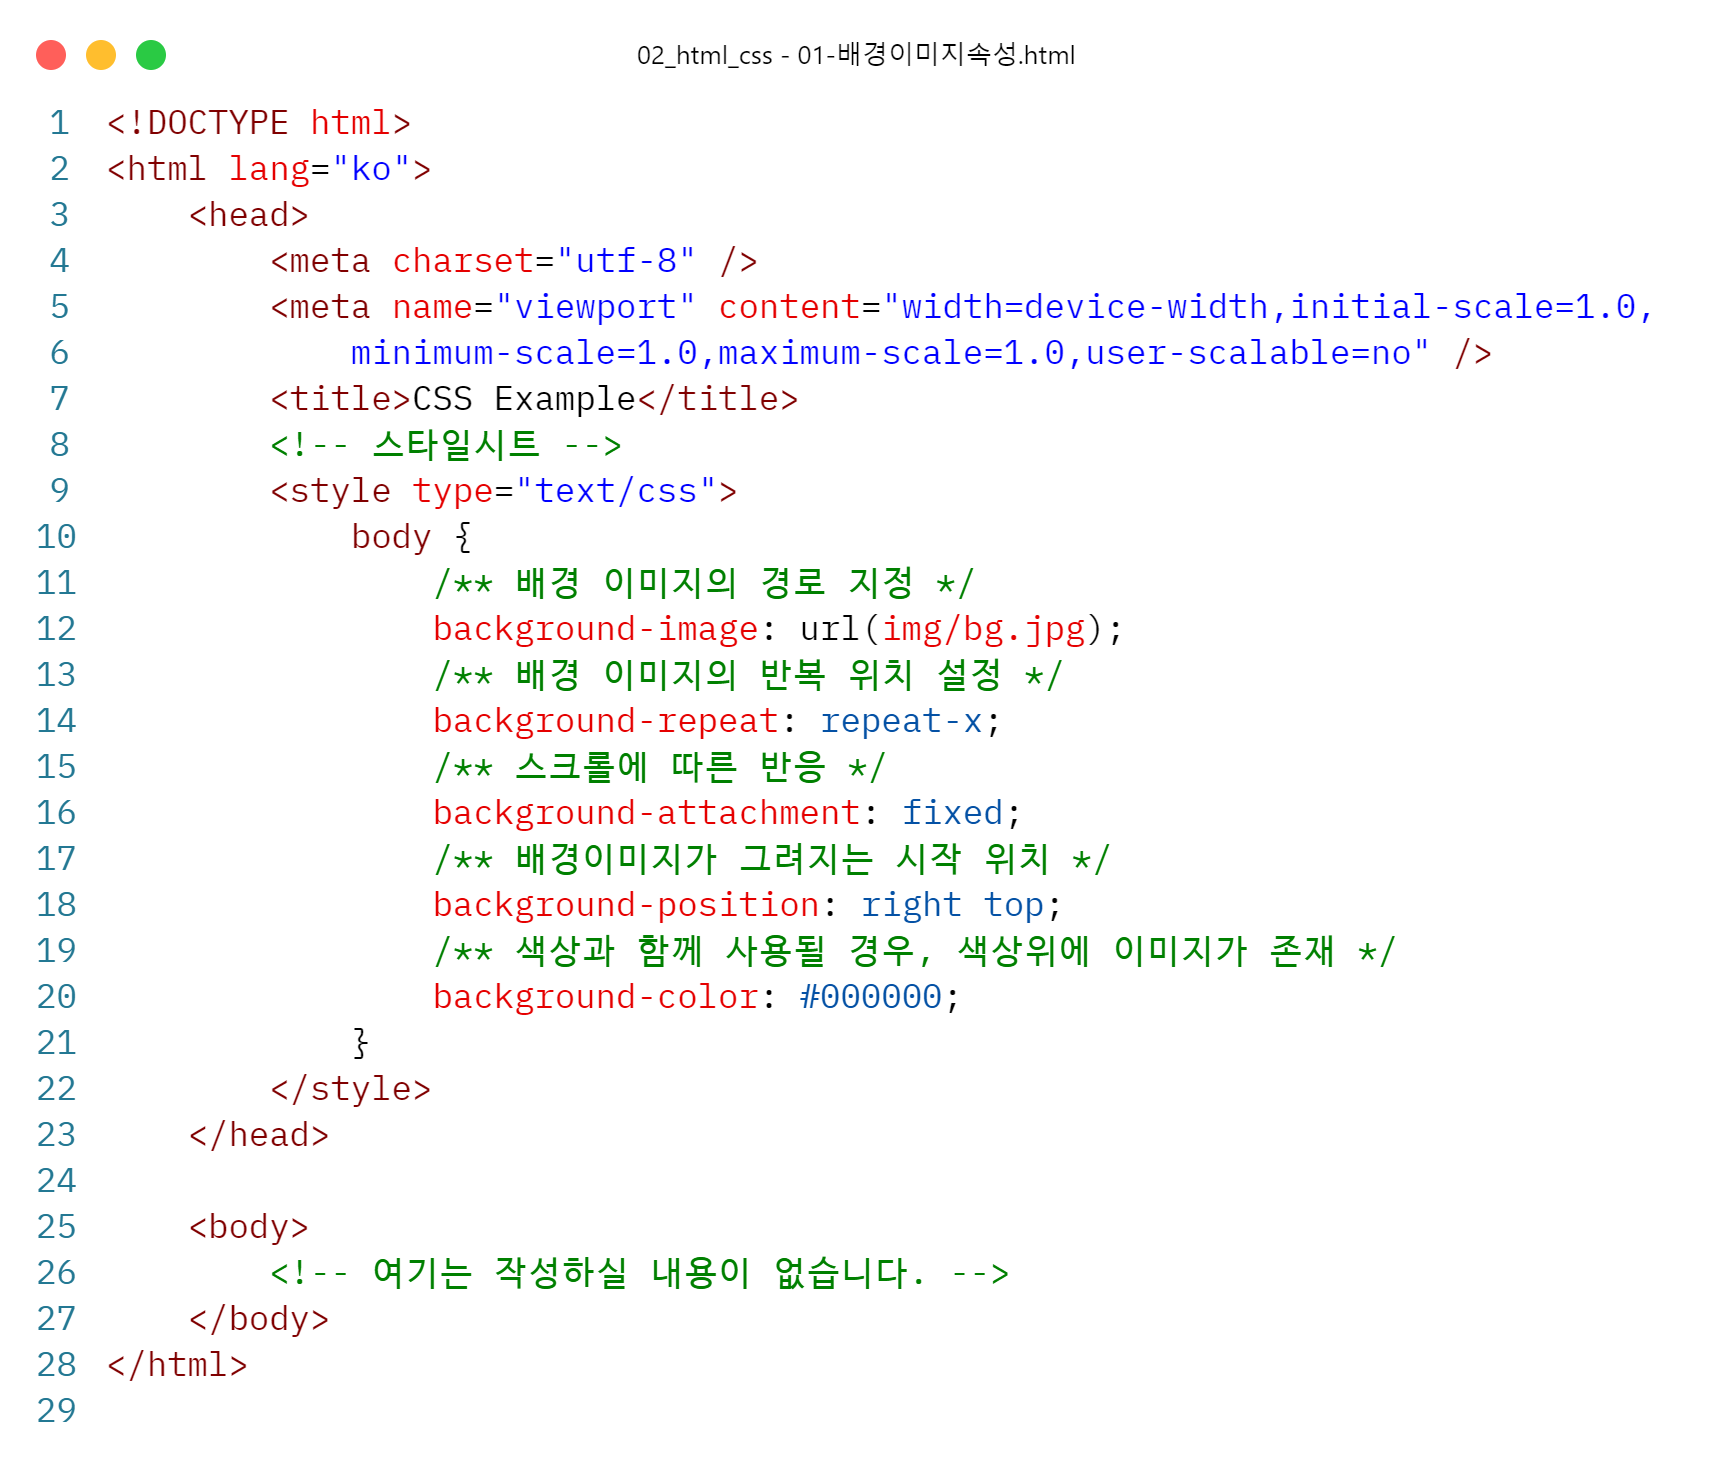 02_html_css - 01-배경이미지속성.html
1 <!DOCTYPE html>
2 <html lang="ko">
3     <head>
4         <meta charset="utf-8" />
5         <meta name="viewport" content="width=device-width,initial-scale=1.0,
6             minimum-scale=1.0,maximum-scale=1.0,user-scalable=no" />
7         <title>CSS Example</title>
8         <!-- 스타일시트 -->
9         <style type="text/css">
10             body {
11                 /** 배경 이미지의 경로 지정 */
12                 background-image: url(img/bg.jpg);
13                 /** 배경 이미지의 반복 위치 설정 */
14                 background-repeat: repeat-x;
15                 /** 스크롤에 따른 반응 */
16                 background-attachment: fixed;
17                 /** 배경이미지가 그려지는 시작 위치 */
18                 background-position: right top;
19                 /** 색상과 함께 사용될 경우, 색상위에 이미지가 존재 */
20                 background-color: #000000;
21             }
22         </style>
23     </head>
24
25     <body>
26         <!-- 여기는 작성하실 내용이 없습니다. -->
27     </body>
28 </html>
29